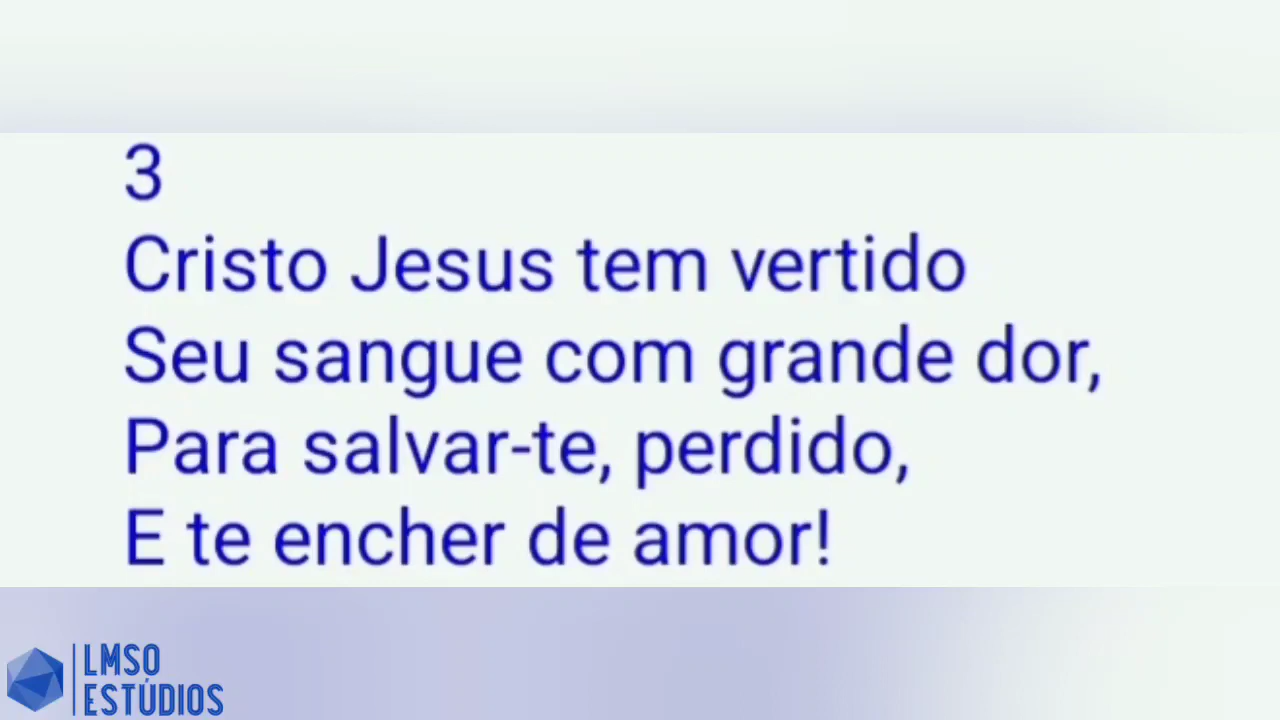 3
Cristo Jesus tem vertido
Seu sangue com grande dor,
Para salvar-te, perdido,
E te encher de amor!
LMSO
ESTÚDIOS